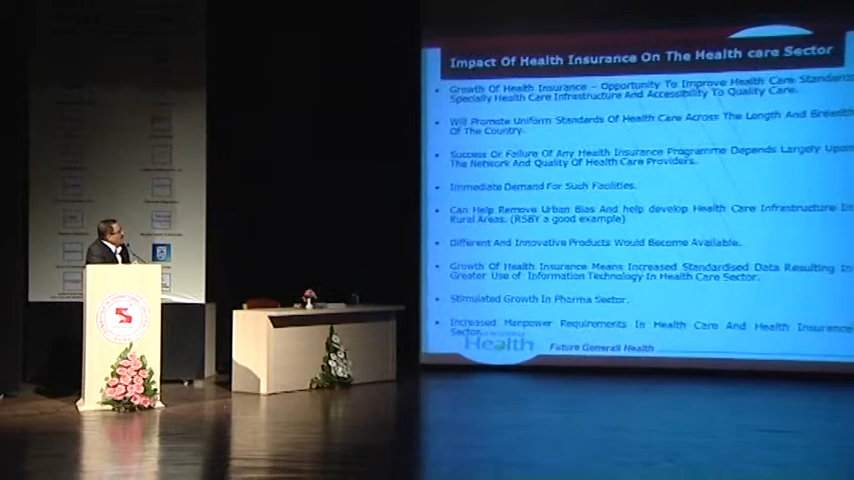 Impact Of Health Insurance On The Health care Sector
Growth Of Health Insurance – Opportunity To Improve Health Care Standards
Specially Health Care Infrastructure And Accessibility To Quality Care.
Will Promote Uniform Standards Of Health Care Across The Length And Breadth
Of The Country.
Success Or Failure Of Any Health Insurance Programme Depends Largely Upon
The Network And Quality Of Health Care Providers.
Immediate Demand For Such Facilities.
Can Help Remove Urban Bias And help develop Health Care Infrastructure In
Rural Areas. (RSBY a good example)
Different And Innovative Products Would Become Available.
Growth Of Health Insurance Means Increased Standardised Data Resulting In
Greater Use of Information Technology In Health Care Sector.
Stimulated Growth In Pharma Sector.
Increased Manpower Requirements In Health Care And Health Insurance
Sector.
Health
Future Generali Health